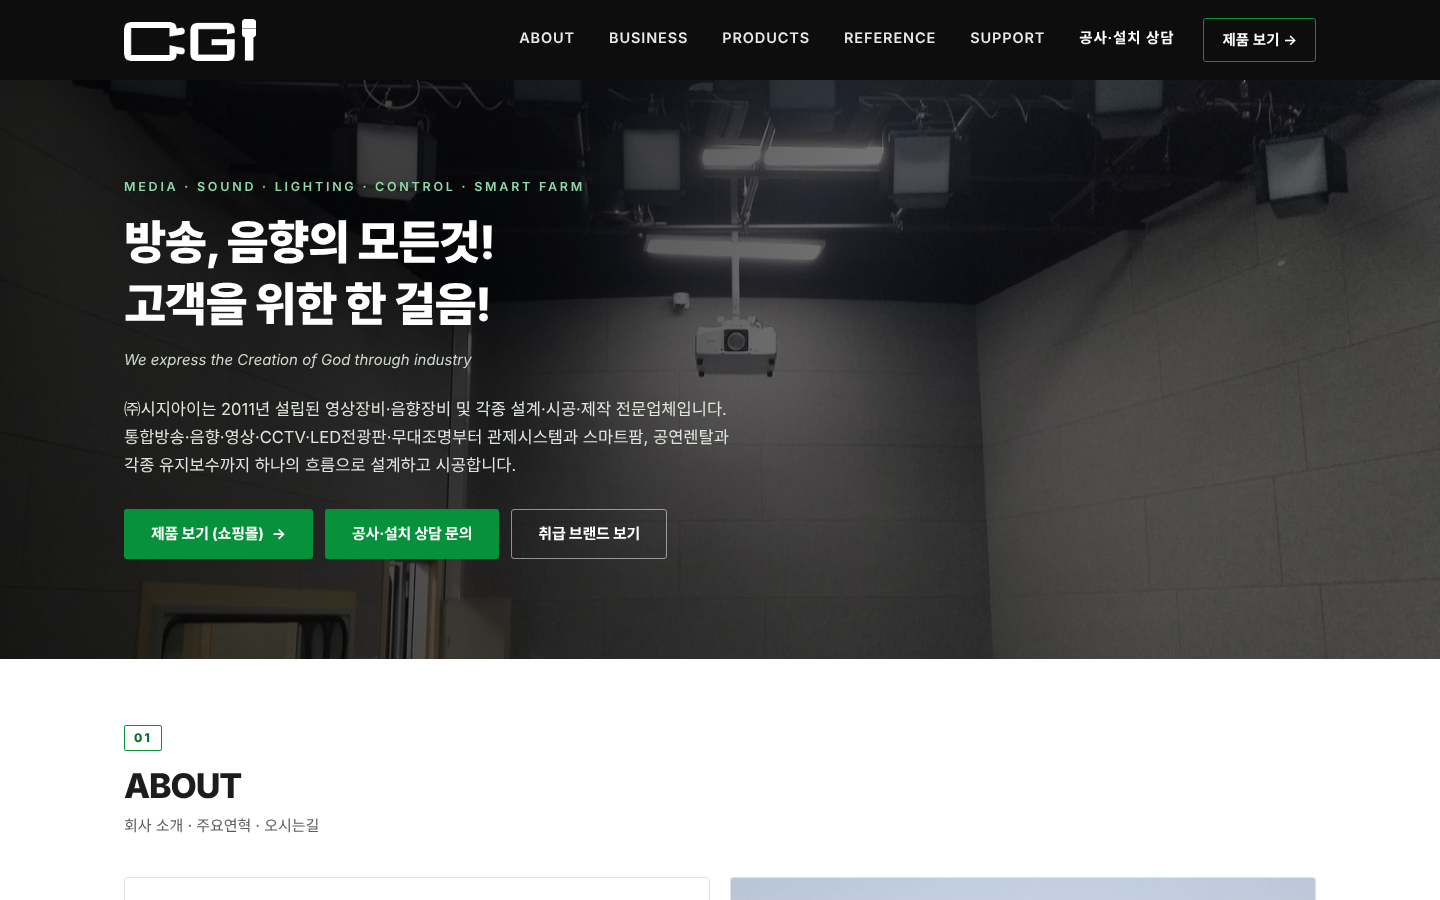 CGI
ABOUT
BUSINESS
PRODUCTS
REFERENCE
SUPPORT
공사·설치 상담
제품 보기 →
MEDIA · SOUND · LIGHTING · CONTROL · SMART FARM
방송, 음향의 모든것!
고객을 위한 한 걸음!
We express the Creation of God through industry
㈜시지아이는 2011년 설립된 영상장비·음향장비 및 각종 설계·시공·제작 전문업체입니다.
통합방송·음향·영상·CCTV·LED전광판·무대조명부터 관제시스템과 스마트팜, 공연렌탈과
각종 유지보수까지 하나의 흐름으로 설계하고 시공합니다.
제품 보기 (쇼핑몰) →
공사·설치 상담 문의
취급 브랜드 보기
01
ABOUT
회사 소개 · 주요연혁 · 오시는길